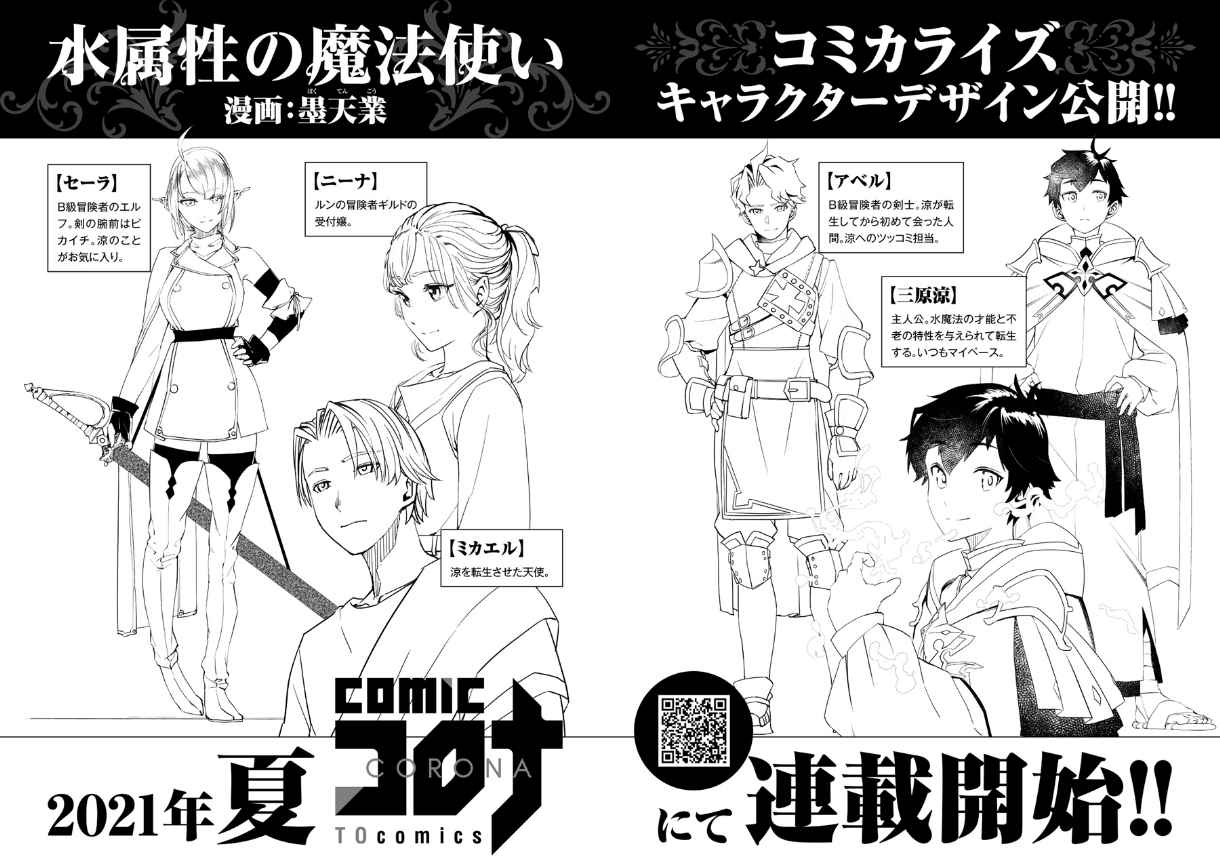 水属性の魔法使い
漫画:墨天業
ぼく てん ごう
コミカライズ
キャラクターデザイン公開!!
【セーラ】
B級冒険者のエル
フ。剣の腕前はピ
カイチ。涼のこと
がお気に入り。
【ニーナ】
ルンの冒険者ギルドの
受付嬢。
【ミカエル】
涼を転生させた天使。
【アベル】
B級冒険者の剣士。涼が転
生してから初めて会った人
間。涼へのツッコミ担当。
【三原涼】
主人公。水魔法の才能と不
老の特性を与えられて転生
する。いつもマイペース。
2021年 夏
comic
コロナ
CORONA
TOcomics
にて 連載開始!!